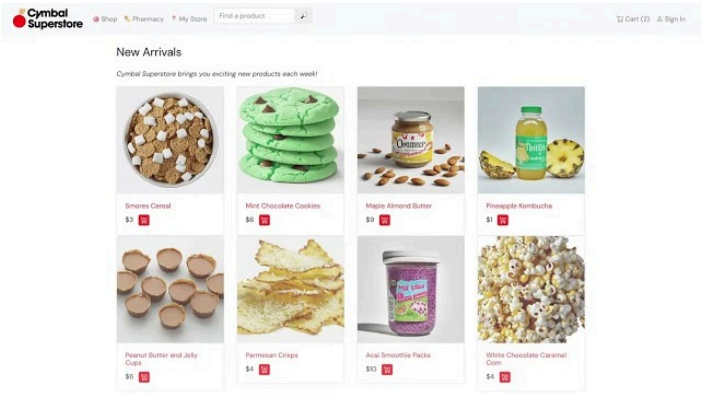 Cymbal
Superstore
Shop
Pharmacy
My Store
Find a product
Cart (2)
Sign In
New Arrivals
Cymbal Superstore brings you exciting new products each week!
Smores Cereal
$3
Mint Chocolate Cookies
$6
Maple Almond Butter
$9
Pineapple Kombucha
$1
Peanut Butter and Jelly
Cups
$6
Parmesan Crisps
$4
Acai Smoothie Packs
$10
White Chocolate Caramel
Corn
$4